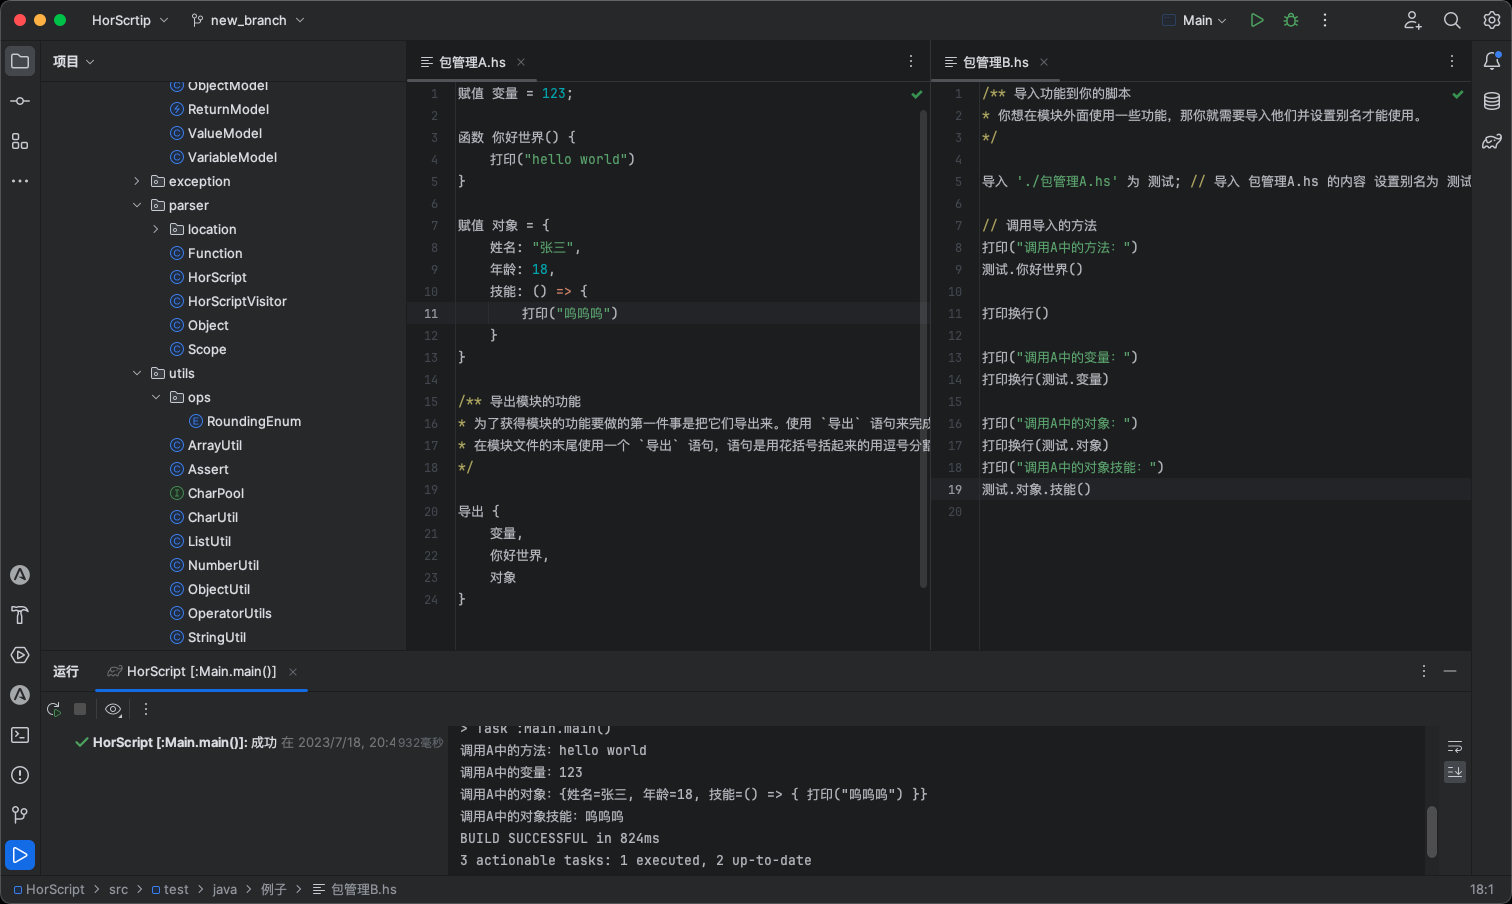 HorScrtip
new_branch
Main
项目
ObjectModel
ReturnModel
ValueModel
VariableModel
exception
parser
location
Function
HorScript
HorScriptVisitor
Object
Scope
utils
ops
RoundingEnum
ArrayUtil
Assert
CharPool
CharUtil
ListUtil
NumberUtil
ObjectUtil
OperatorUtils
StringUtil
包管理A.hs
1 赋值 变量 = 123;
2
3 函数 你好世界() {
4 打印("hello world")
5 }
6
7 赋值 对象 = {
8 姓名: "张三",
9 年龄: 18,
10 技能: () => {
11 打印("呜呜呜")
12 }
13 }
14
15 /** 导出模块的功能
16 * 为了获得模块的功能要做的第一件事是把它们导出来。使用 `导出` 语句来完成
17 * 在模块文件的末尾使用一个 `导出` 语句，语句是用花括号括起来的用逗号分割
18 */
19
20 导出 {
21 变量,
22 你好世界,
23 对象
24 }
包管理B.hs
1 /** 导入功能到你的脚本
2 * 你想在模块外面使用一些功能，那你就需要导入他们并设置别名才能使用。
3 */
4
5 导入 './包管理A.hs' 为 测试; // 导入 包管理A.hs 的内容 设置别名为 测试
6
7 // 调用导入的方法
8 打印("调用A中的方法：")
9 测试.你好世界()
10
11 打印换行()
12
13 打印("调用A中的变量：")
14 打印换行(测试.变量)
15
16 打印("调用A中的对象：")
17 打印换行(测试.对象)
18 打印("调用A中的对象技能：")
19 测试.对象.技能()
20
运行
HorScript [:Main.main()]
HorScript [:Main.main()]: 成功 在 2023/7/18, 20:4 932毫秒
> Task :Main.main()
调用A中的方法：hello world
调用A中的变量：123
调用A中的对象：{姓名=张三, 年龄=18, 技能=() => { 打印("呜呜呜") }}
调用A中的对象技能：呜呜呜
BUILD SUCCESSFUL in 824ms
3 actionable tasks: 1 executed, 2 up-to-date
HorScript > src > test > java > 例子 > 包管理B.hs
18:1